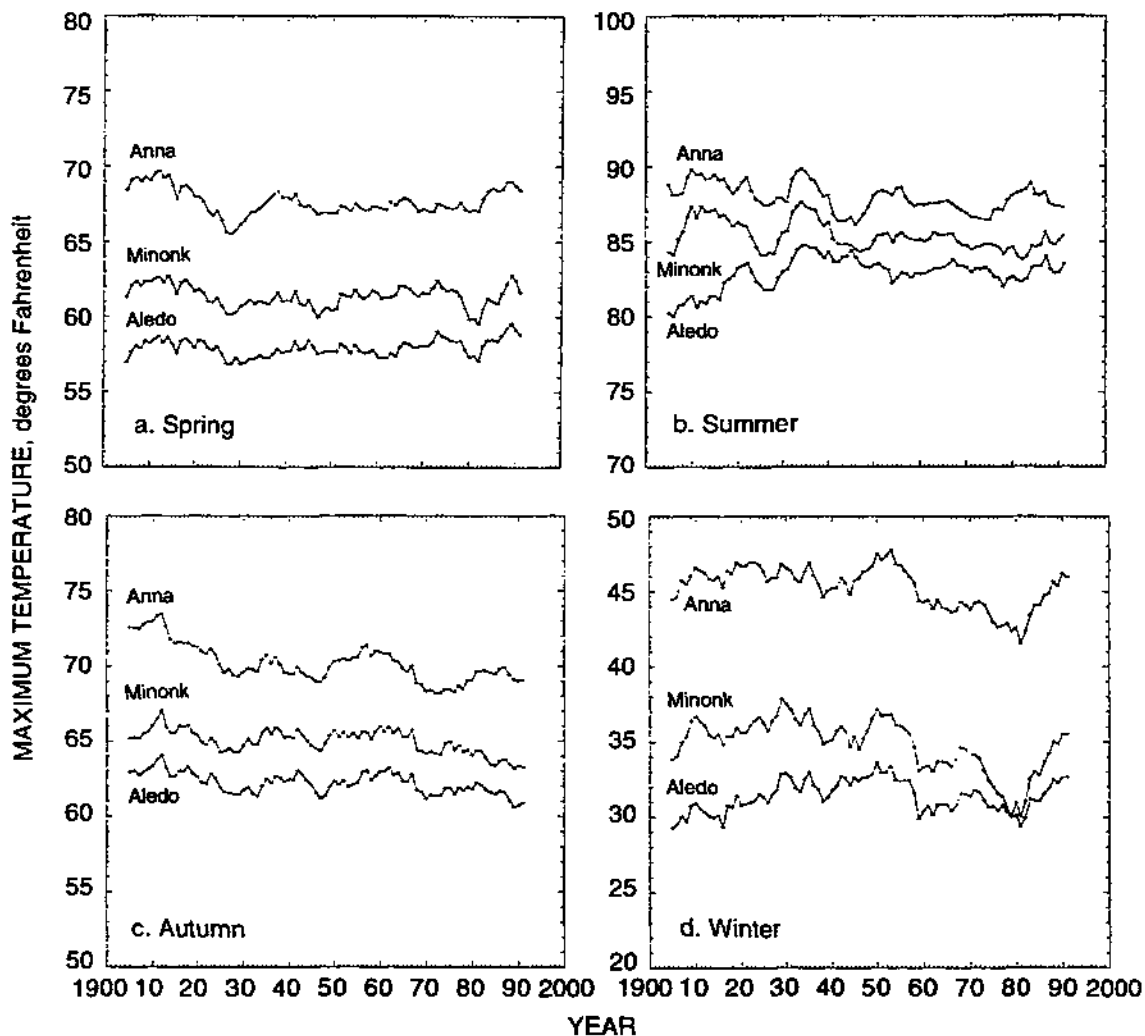 MAXIMUM TEMPERATURE, degrees Fahrenheit
80
75
70
65
60
55
50
Anna
Minonk
Aledo
a. Spring
100
95
90
85
80
75
70
Anna
Minonk
Aledo
b. Summer
80
75
70
65
60
55
50
Anna
Minonk
Aledo
c. Autumn
1900 10 20 30 40 50 60 70 80 90 2000
50
45
40
35
30
25
20
Anna
Minonk
Aledo
d. Winter
1900 10 20 30 40 50 60 70 80 90 2000
YEAR